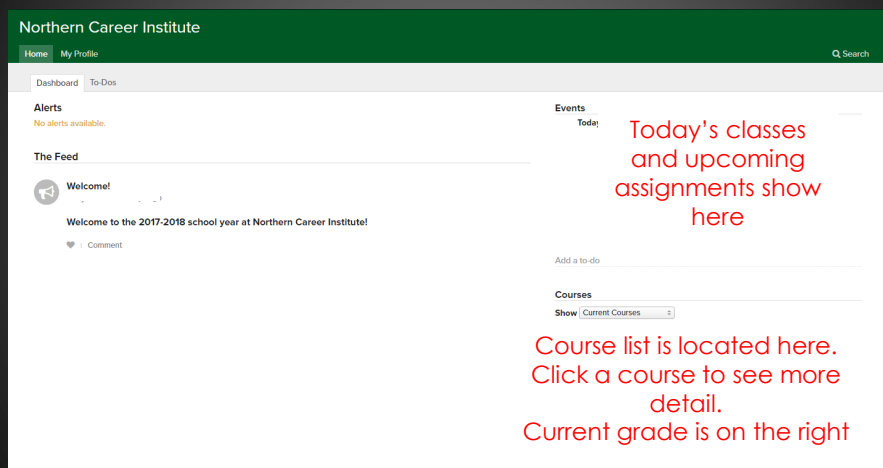 Northern Career Institute
Home My Profile Search
Dashboard To-Dos
Alerts
No alerts available.
The Feed
Welcome!
Welcome to the 2017-2018 school year at Northern Career Institute!
Comment
Events
Today
Today's classes
and upcoming
assignments show
here
Add a to-do
Courses
Show Current Courses
Course list is located here.
Click a course to see more
detail.
Current grade is on the right